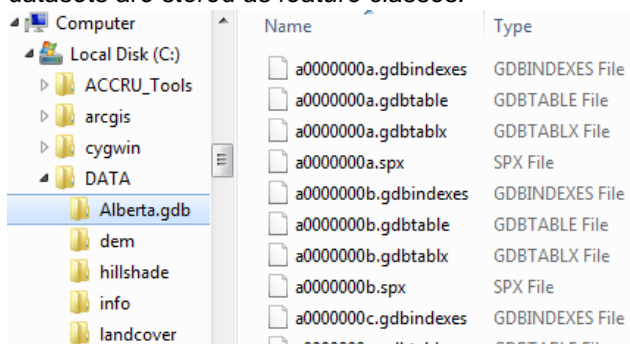 datasets are stored as feature classes.
Computer
Local Disk (C:)
ACCRU_Tools
arcgis
cygwin
DATA
Alberta.gdb
dem
hillshade
info
landcover
Name Type
a0000000a.gdbindexes GDBINDEXES File
a0000000a.gdbtable GDBTABLE File
a0000000a.gdbtablx GDBTABLX File
a0000000a.spx SPX File
a0000000b.gdbindexes GDBINDEXES File
a0000000b.gdbtable GDBTABLE File
a0000000b.gdbtablx GDBTABLX File
a0000000b.spx SPX File
a0000000c.gdbindexes GDBINDEXES File